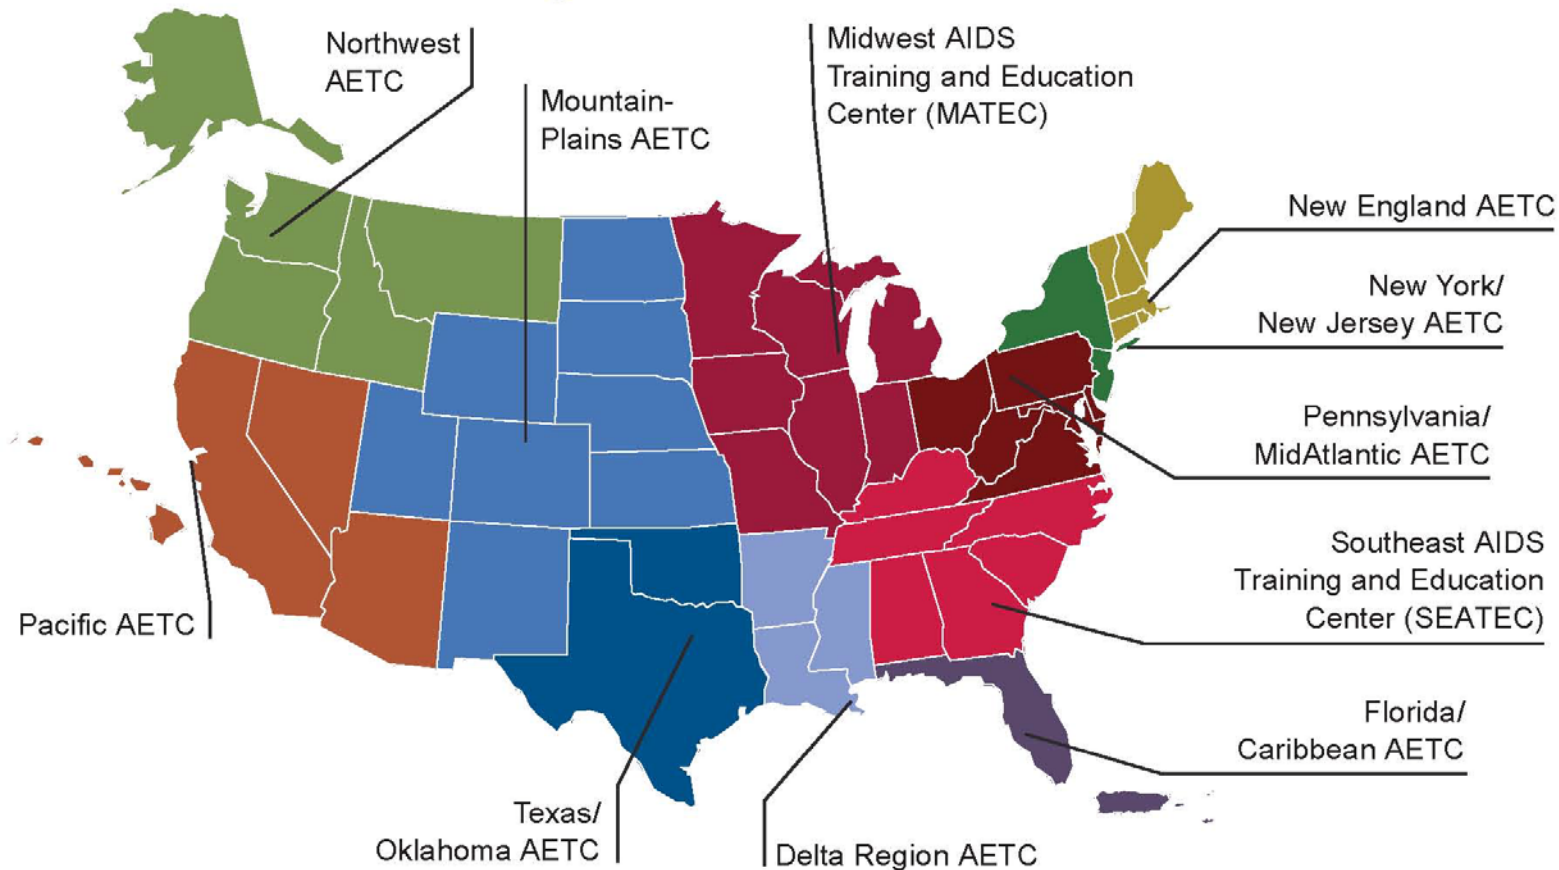 Northwest
AETC
Mountain-
Plains AETC
Midwest AIDS
Training and Education
Center (MATEC)
New England AETC
New York/
New Jersey AETC
Pennsylvania/
MidAtlantic AETC
Southeast AIDS
Training and Education
Center (SEATEC)
Pacific AETC
Florida/
Caribbean AETC
Texas/
Oklahoma AETC
Delta Region AETC